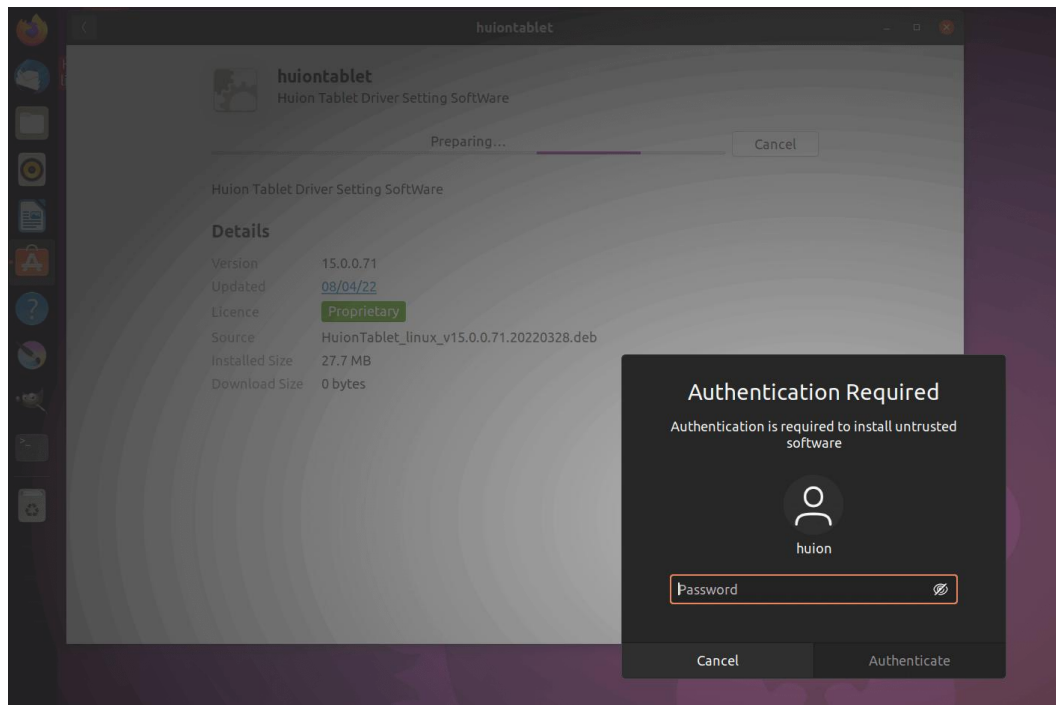 huiontablet
huiontablet
Huion Tablet Driver Setting SoftWare
Preparing...
Cancel
Huion Tablet Driver Setting SoftWare
Details
Version 15.0.0.71
Updated 08/04/22
Licence Proprietary
Source HuionTablet_linux_v15.0.0.71.20220328.deb
Installed Size 27.7 MB
Download Size 0 bytes
Authentication Required
Authentication is required to install untrusted
software
huion
Password
Cancel Authenticate